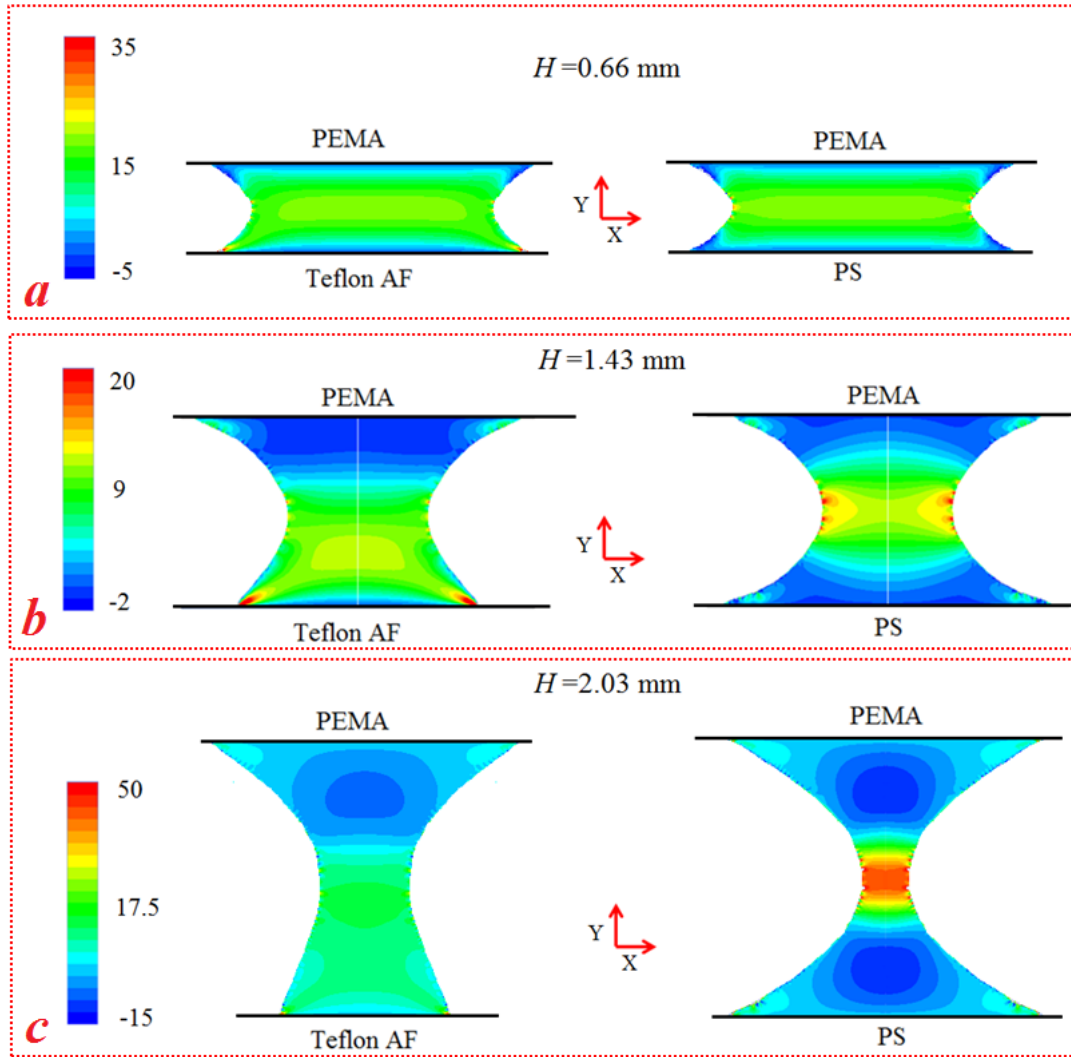 H =0.66 mm
35
15
-5
PEMA
PEMA
Y
X
Y
X
Teflon AF
PS
a
H =1.43 mm
20
9
-2
PEMA
PEMA
Y
X
Teflon AF
PS
b
H =2.03 mm
50
17.5
-15
PEMA
PEMA
Y
X
Teflon AF
PS
c